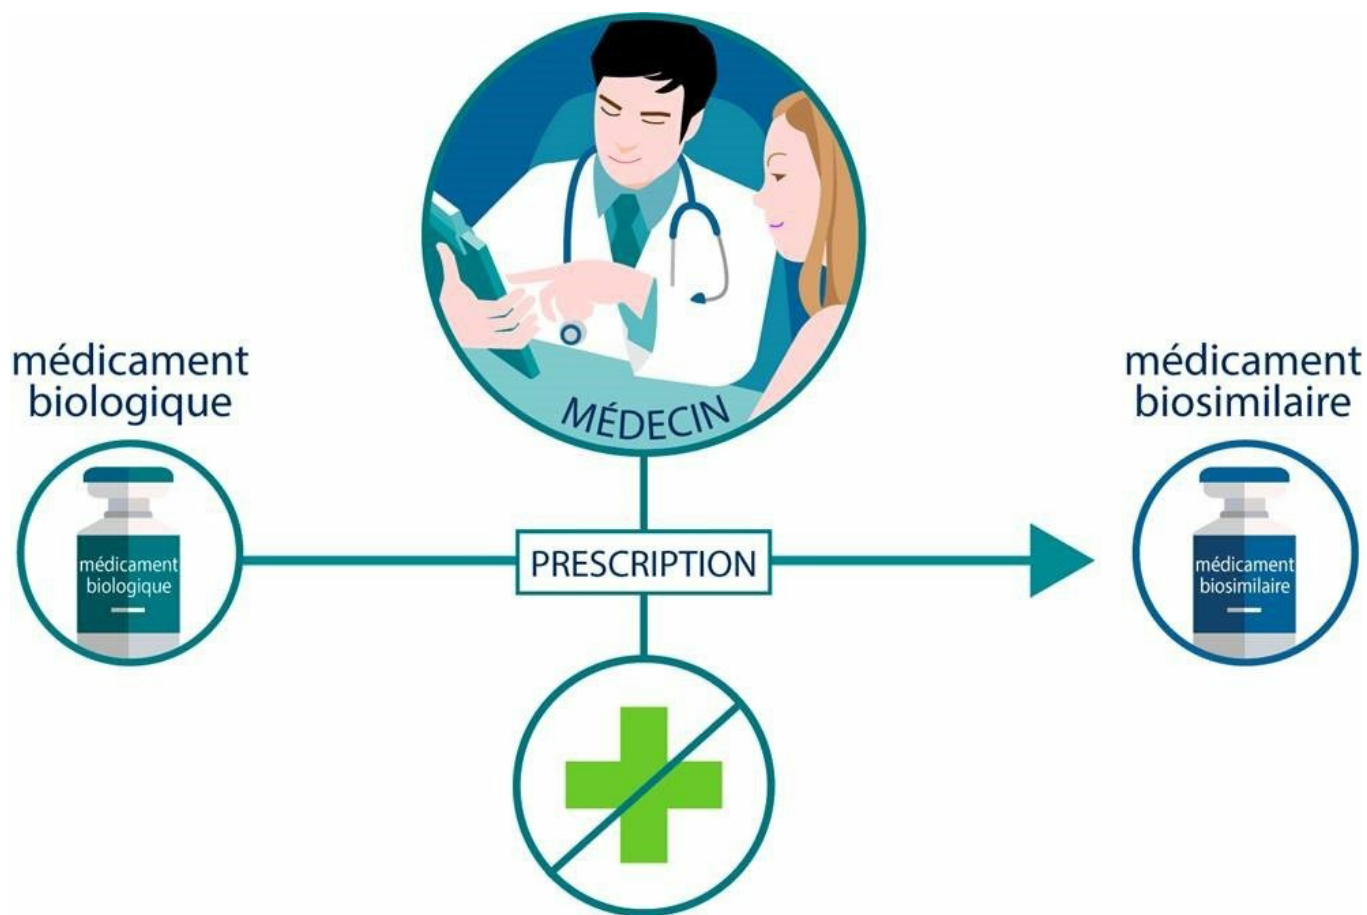 MÉDECIN
médicament
biologique
médicament
biosimilaire
médicament
biologique
PRESCRIPTION
médicament
biosimilaire